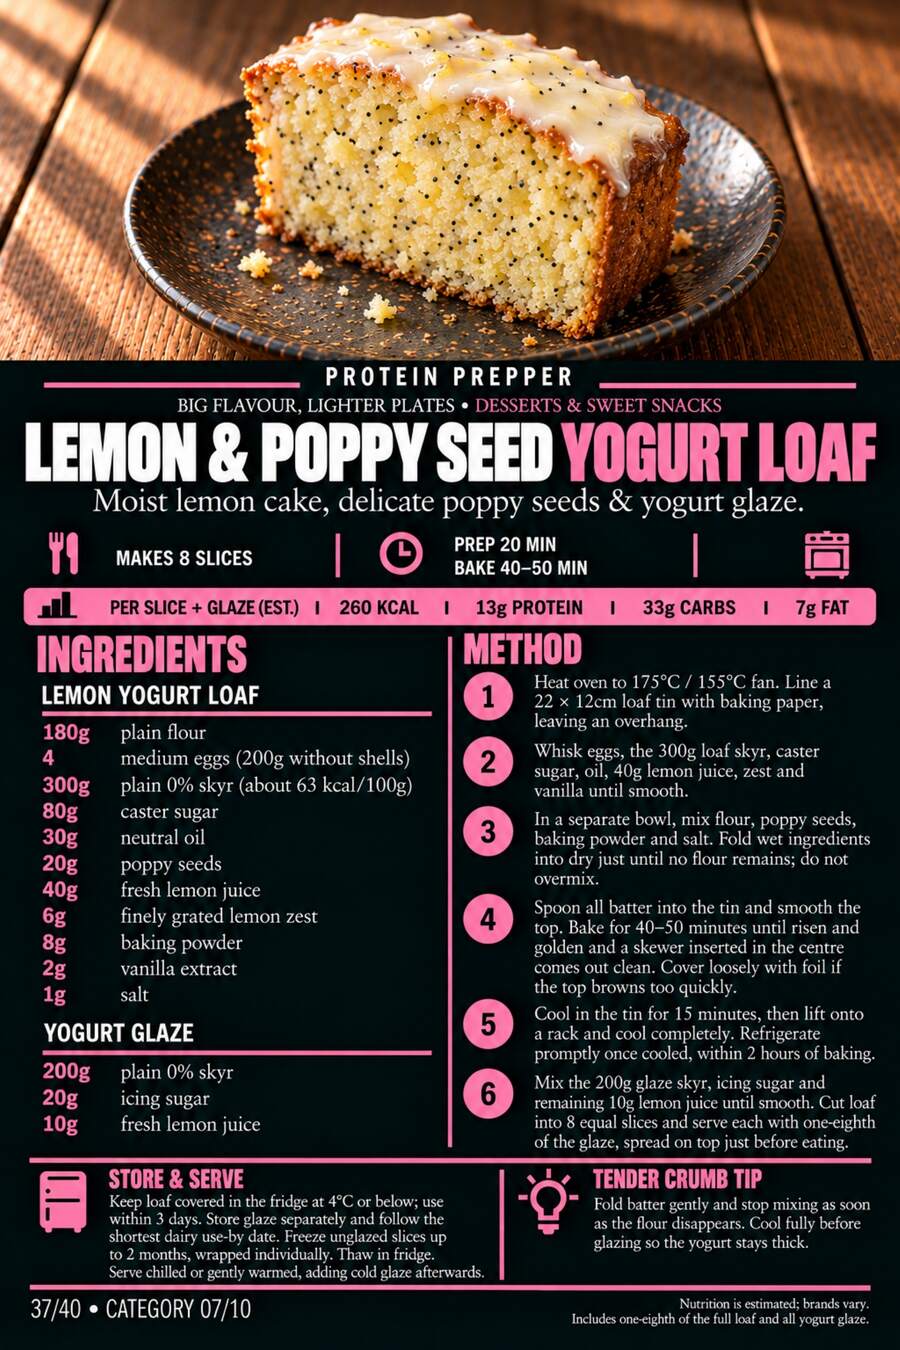 PROTEIN PREPPER
BIG FLAVOUR, LIGHTER PLATES • DESSERTS & SWEET SNACKS
LEMON & POPPY SEED YOGURT LOAF
Moist lemon cake, delicate poppy seeds & yogurt glaze.
MAKES 8 SLICES
PREP 20 MIN
BAKE 40–50 MIN
PER SLICE + GLAZE (EST.) | 260 KCAL | 13g PROTEIN | 33g CARBS | 7g FAT
INGREDIENTS
LEMON YOGURT LOAF
180g plain flour
4 medium eggs (200g without shells)
300g plain 0% skyr (about 63 kcal/100g)
80g caster sugar
30g neutral oil
20g poppy seeds
40g fresh lemon juice
6g finely grated lemon zest
8g baking powder
2g vanilla extract
1g salt
YOGURT GLAZE
200g plain 0% skyr
20g icing sugar
10g fresh lemon juice
METHOD
1 Heat oven to 175°C / 155°C fan. Line a
22 × 12cm loaf tin with baking paper,
leaving an overhang.
2 Whisk eggs, the 300g loaf skyr, caster
sugar, oil, 40g lemon juice, zest and
vanilla until smooth.
3 In a separate bowl, mix flour, poppy seeds,
baking powder and salt. Fold wet ingredients
into dry just until no flour remains; do not
overmix.
4 Spoon all batter into the tin and smooth the
top. Bake for 40–50 minutes until risen and
golden and a skewer inserted in the centre
comes out clean. Cover loosely with foil if
the top browns too quickly.
5 Cool in the tin for 15 minutes, then lift onto
a rack and cool completely. Refrigerate
promptly once cooled, within 2 hours of baking.
6 Mix the 200g glaze skyr, icing sugar and
remaining 10g lemon juice until smooth. Cut loaf
into 8 equal slices and serve each with one-eighth
of the glaze, spread on top just before eating.
STORE & SERVE
Keep loaf covered in the fridge at 4°C or below; use
within 3 days. Store glaze separately and follow the
shortest dairy use-by date. Freeze unglazed slices up
to 2 months, wrapped individually. Thaw in fridge.
Serve chilled or gently warmed, adding cold glaze afterwards.
TENDER CRUMB TIP
Fold batter gently and stop mixing as soon
as the flour disappears. Cool fully before
glazing so the yogurt stays thick.
37/40 • CATEGORY 07/10
Nutrition is estimated; brands vary.
Includes one-eighth of the full loaf and all yogurt glaze.